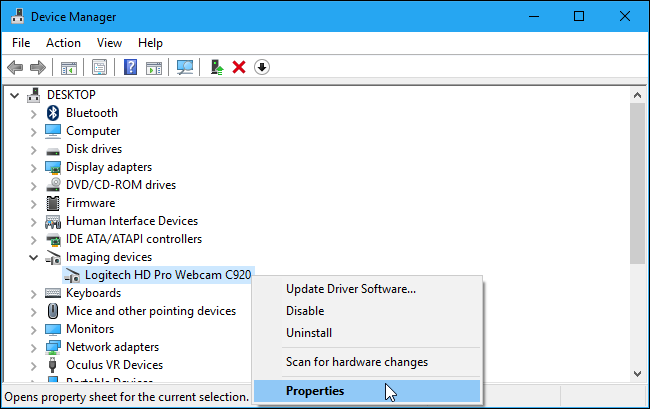 Device Manager
File Action View Help
DESKTOP
Bluetooth
Computer
Disk drives
Display adapters
DVD/CD-ROM drives
Firmware
Human Interface Devices
IDE ATA/ATAPI controllers
Imaging devices
Logitech HD Pro Webcam C920
Keyboards
Mice and other pointing devices
Monitors
Network adapters
Oculus VR Devices
Portable Devices
Update Driver Software...
Disable
Uninstall
Scan for hardware changes
Properties
Opens property sheet for the current selection.